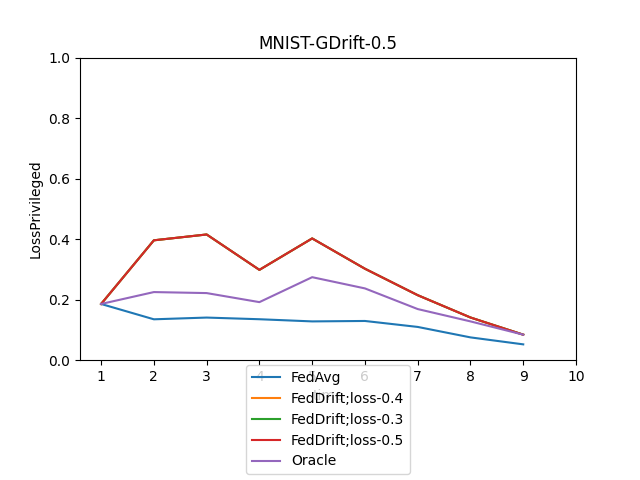 MNIST-GDrift-0.5
LossPrivileged
1.0
0.8
0.6
0.4
0.2
0.0
1 2 3 4 5 6 7 8 9 10
FedAvg
FedDrift;loss-0.4
FedDrift;loss-0.3
FedDrift;loss-0.5
Oracle